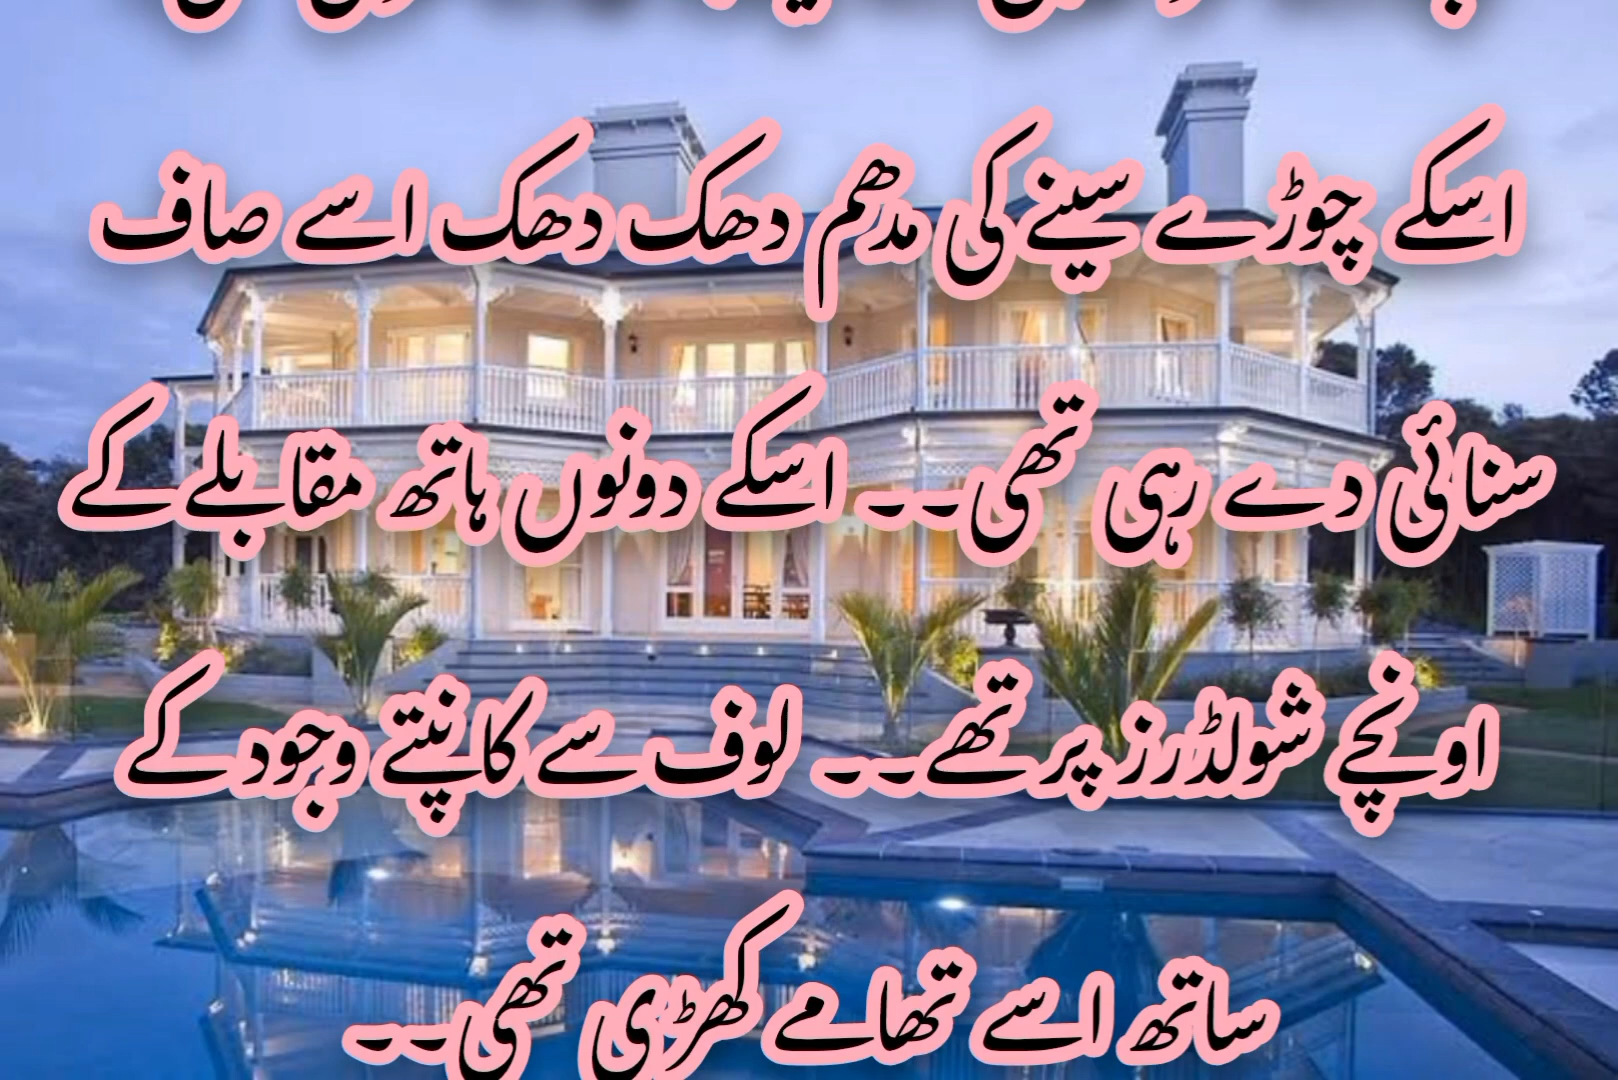 اسکے چوڑے سینے کی مدھم دھک دھک اسے صاف
سنائی دے رہی تھی۔۔ اسکے دونوں ہاتھ مقابلے کے
اونچے شولڈرز پر تھے۔۔ لوف سے کانپتے وجود کے
ساتھ اسے تھامے کھڑی تھی۔۔